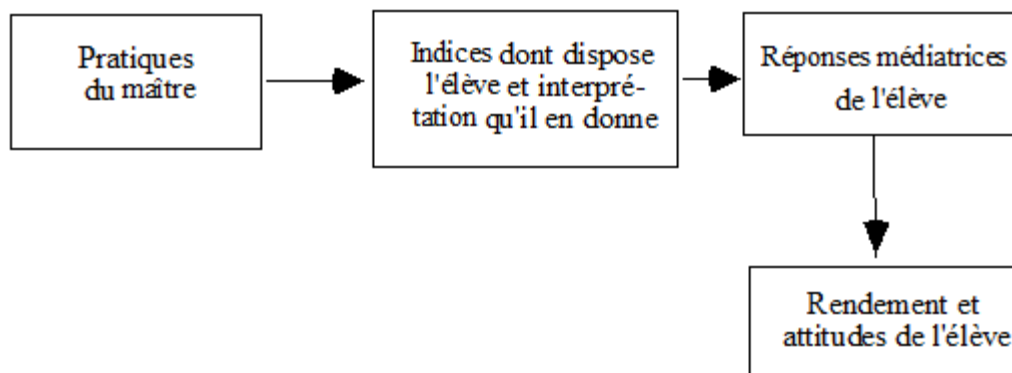 Pratiques
du maître
Indices dont dispose
l'élève et interpré-
tation qu'il en donne
Réponses médiatrices
de l'élève
Rendement et
attitudes de l'élève